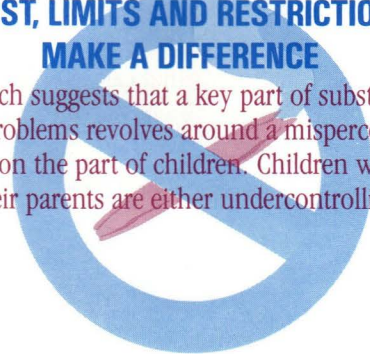 ST, LIMITS AND RESTRICTIO
MAKE A DIFFERENCE
ch suggests that a key part of subst
roblems revolves around a misperce
on the part of children. Children w
eir parents are either undercontrolli